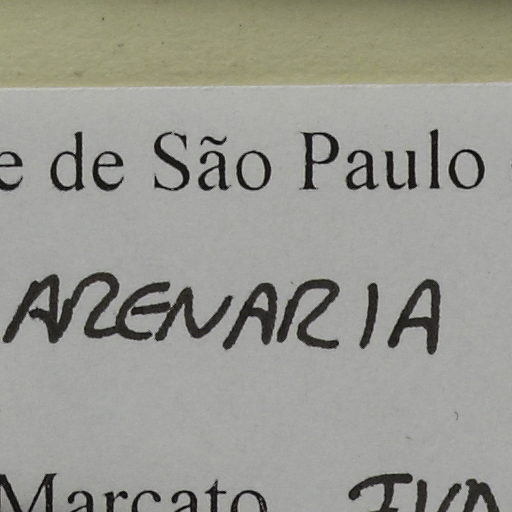 e de São Paulo
ARENARIA
Marcato